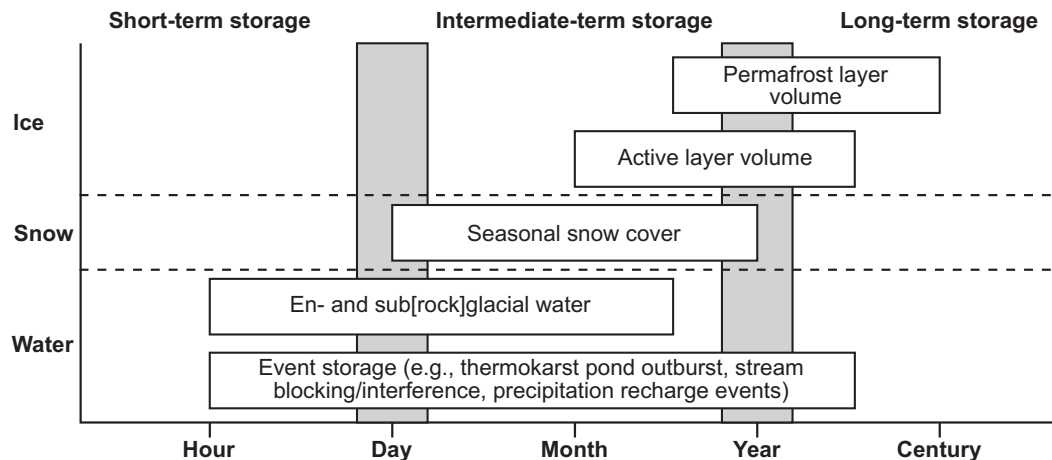 Short-term storage Intermediate-term storage Long-term storage
Permafrost layer
volume
Ice
Active layer volume
Snow
Seasonal snow cover
En- and sub[rock]glacial water
Water
Event storage (e.g., thermokarst pond outburst, stream
blocking/interference, precipitation recharge events)
Hour Day Month Year Century